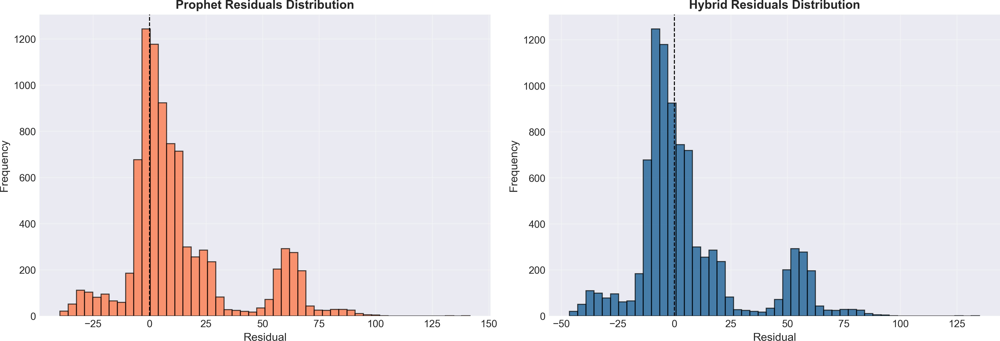 Prophet Residuals Distribution
Frequency
1200
1000
800
600
400
200
0
−25 0 25 50 75 100 125 150
Residual
Hybrid Residuals Distribution
Frequency
1200
1000
800
600
400
200
0
−50 −25 0 25 50 75 100 125
Residual